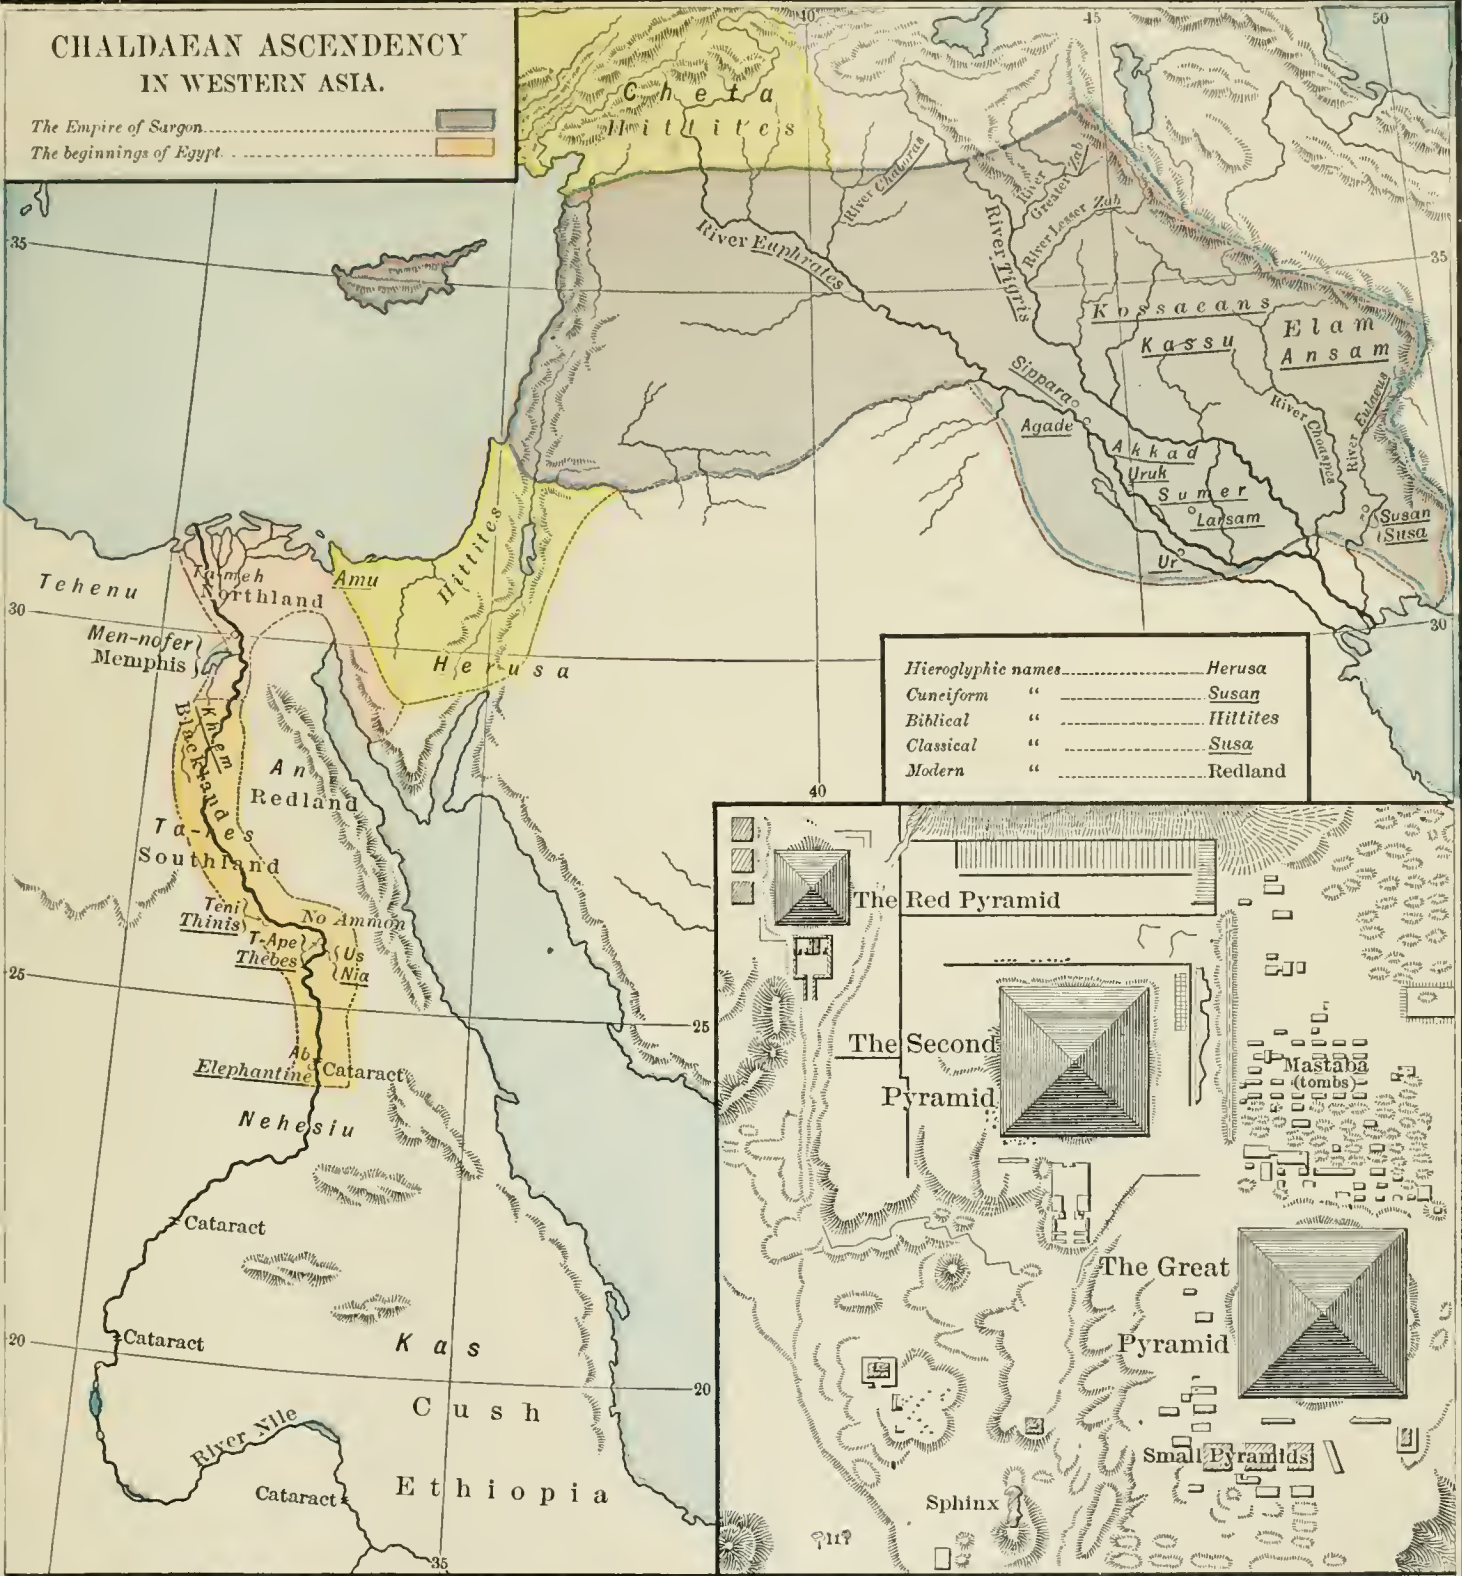 CHALDAEAN ASCENDENCY
IN WESTERN ASIA.
The Empire of Sargon
The beginnings of Egypt
40
45
50
Cheta
Hittites
River Chaboras
River
Greater Zab
River Lesser Zab
River Euphrates
River Tigris
35
35
Kossaeans
Kassu
Elam
Ansam
Sippara
Agade
Akkad
Uruk
Sumer
Larsam
Ur
River Choaspes
River Eulaeus
Susan
Susa
Tehenu
Ta-meh
Northland
Amu
Hittites
Herusa
30
30
Men-nofer
Memphis
Khem
Blackland
An
Redland
Ta-res
Southland
Teni
Thinis
No Ammon
T-Ape
Thebes
Us
Nia
25
25
Ab
Elephantine
Cataract
Nehesiu
Cataract
Cataract
20
20
Kas
Cush
River Nile
Ethiopia
Cataract
35
Hieroglyphic names Herusa
Cuneiform " Susan
Biblical " Hittites
Classical " Susa
Modern " Redland
40
The Red Pyramid
The Second
Pyramid
Mastaba
(tombs)
The Great
Pyramid
Small Pyramids
Sphinx